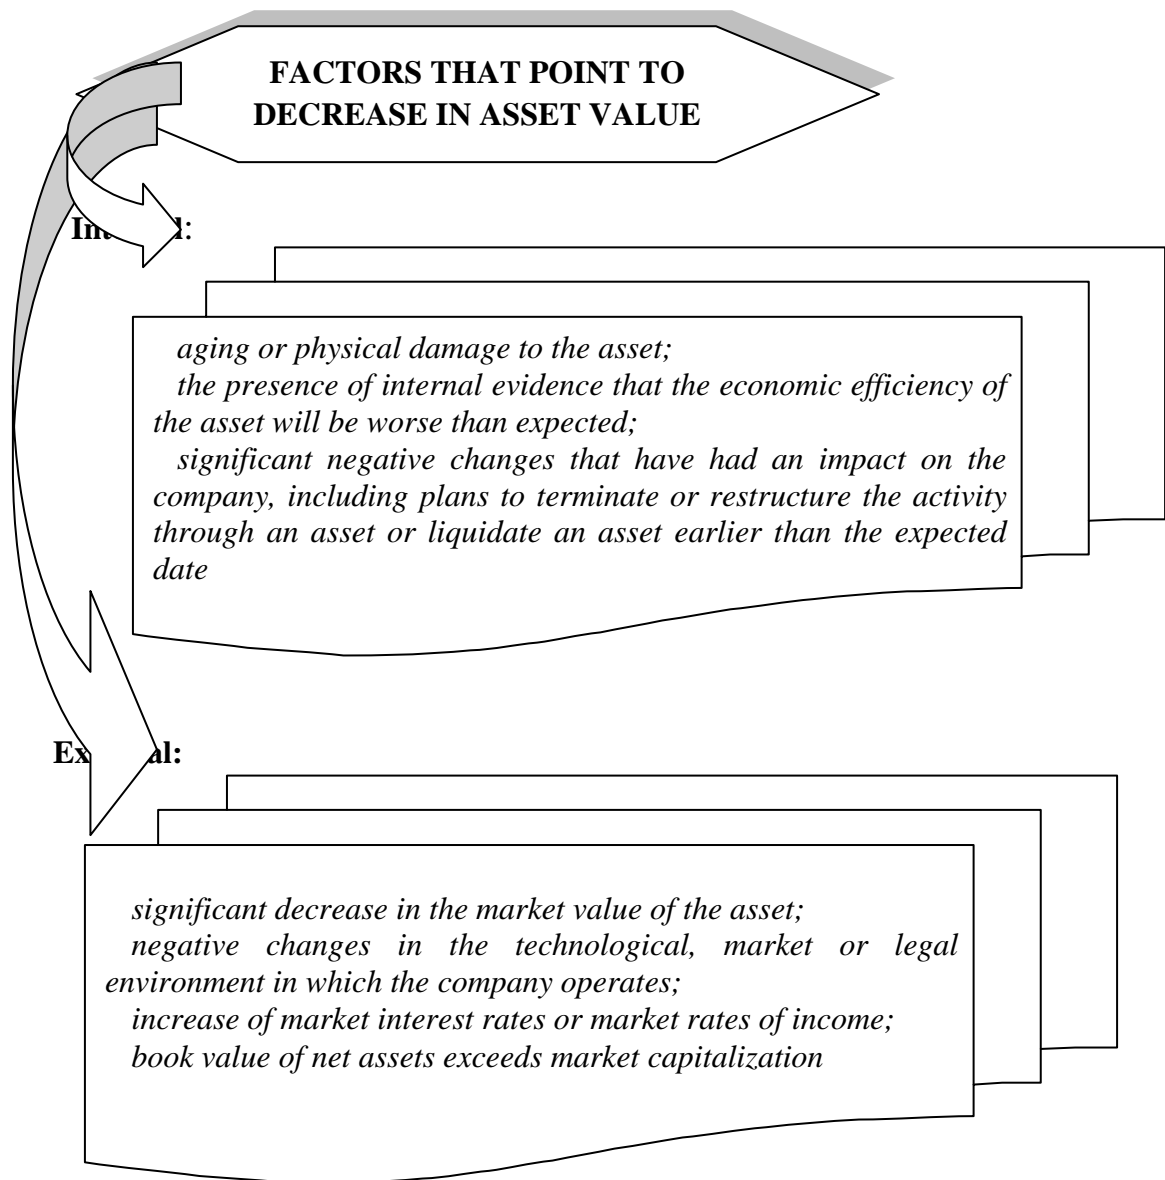 FACTORS THAT POINT TO
DECREASE IN ASSET VALUE
aging or physical damage to the asset;
the presence of internal evidence that the economic efficiency of
the asset will be worse than expected;
significant negative changes that have had an impact on the
company, including plans to terminate or restructure the activity
through an asset or liquidate an asset earlier than the expected
date
significant decrease in the market value of the asset;
negative changes in the technological, market or legal
environment in which the company operates;
increase of market interest rates or market rates of income;
book value of net assets exceeds market capitalization